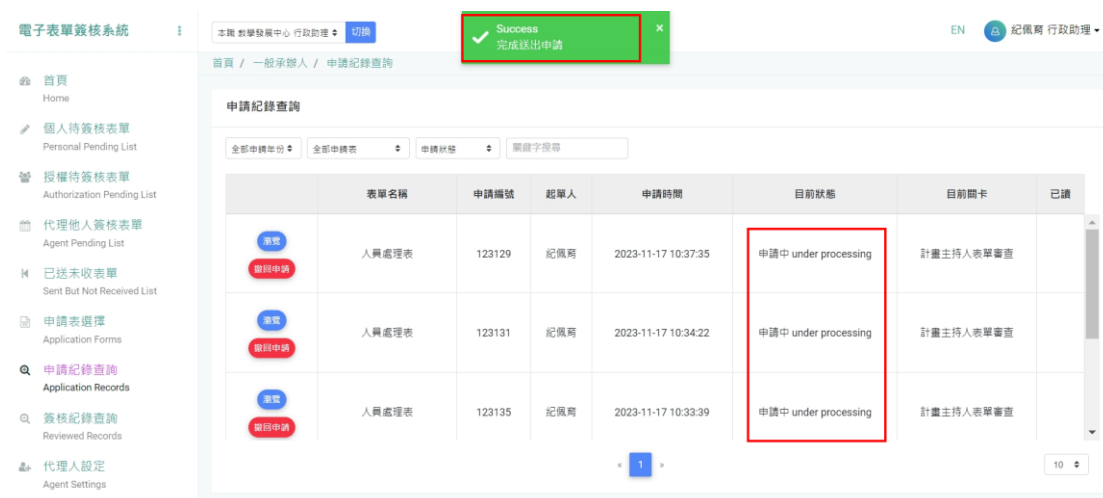 電子表單簽核系統
本職 教學發展中心 行政助理 切換
Success
完成送出申請
×
EN 紀佩育 行政助理
首頁 / 一般承辦人 / 申請紀錄查詢
首頁
Home
個人待簽核表單
Personal Pending List
授權待簽核表單
Authorization Pending List
代理他人簽核表單
Agent Pending List
已送未收表單
Sent But Not Received List
申請表選擇
Application Forms
申請紀錄查詢
Application Records
簽核紀錄查詢
Reviewed Records
代理人設定
Agent Settings
申請紀錄查詢
全部申請年份 全部申請表 申請狀態 關鍵字搜尋
表單名稱 申請編號 起單人 申請時間 目前狀態 目前關卡 已讀
瀏覽
撤回申請
人員處理表 123129 紀佩育 2023-11-17 10:37:35 申請中 under processing 計畫主持人表單審查
瀏覽
撤回申請
人員處理表 123131 紀佩育 2023-11-17 10:34:22 申請中 under processing 計畫主持人表單審查
瀏覽
撤回申請
人員處理表 123135 紀佩育 2023-11-17 10:33:39 申請中 under processing 計畫主持人表單審查
« 1 »
10